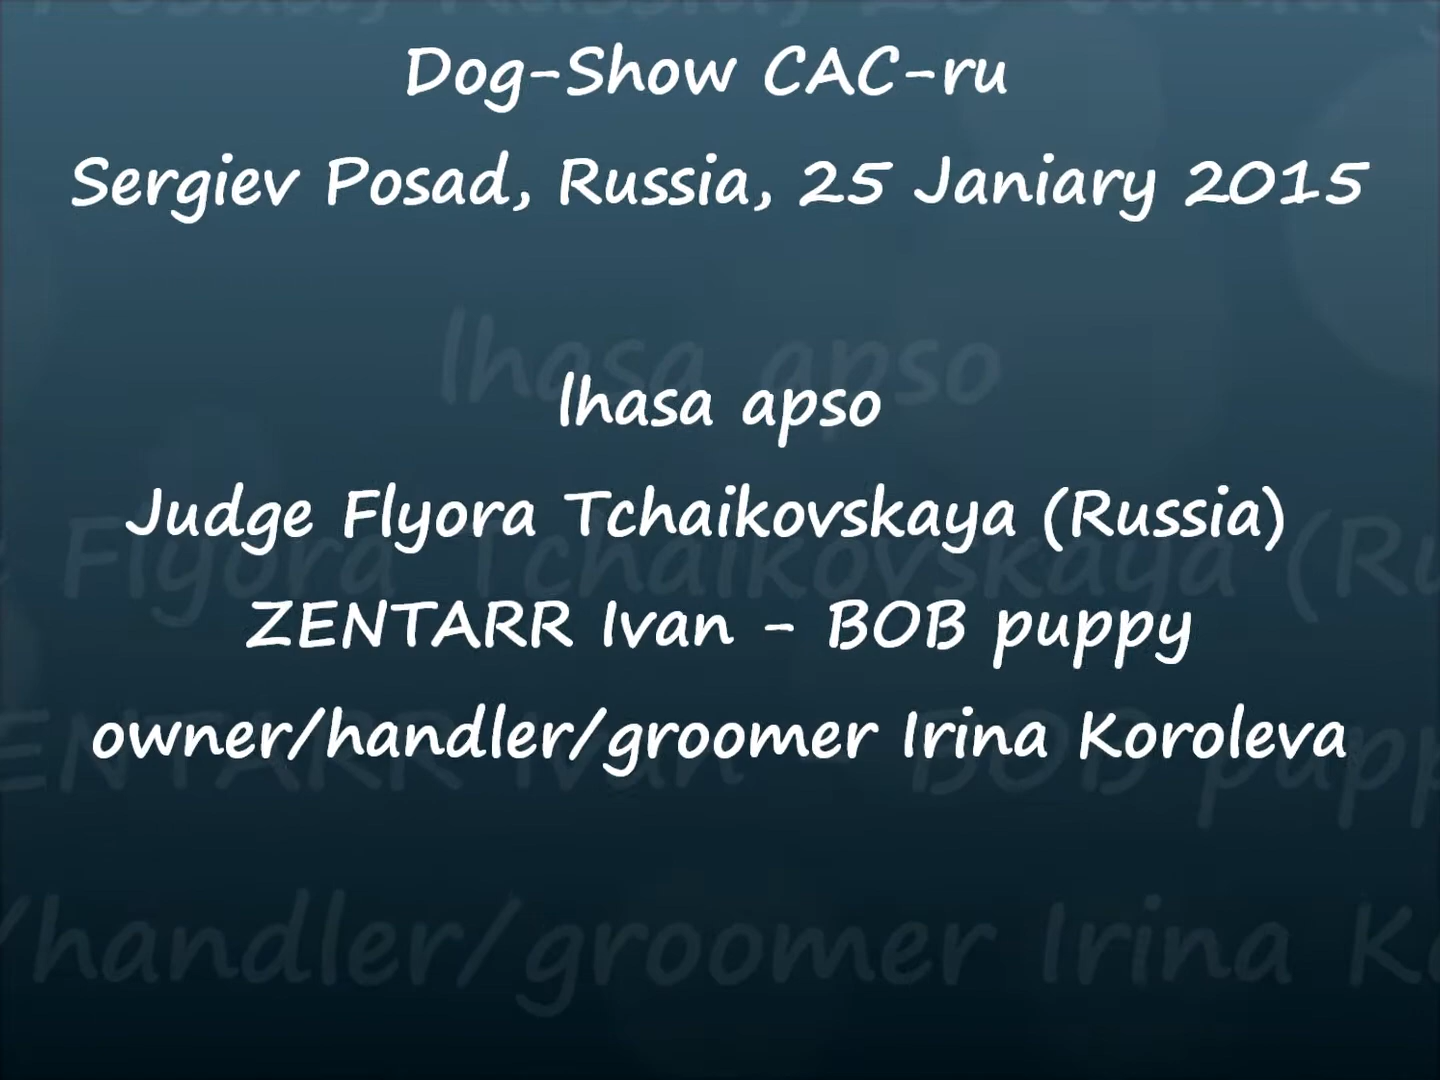 Dog-Show CAC-ru
Sergiev Posad, Russia, 25 Janiary 2015
lhasa apso
Judge Flyora Tchaikovskaya (Russia)
ZENTARR Ivan - BOB puppy
owner/handler/groomer Irina Koroleva